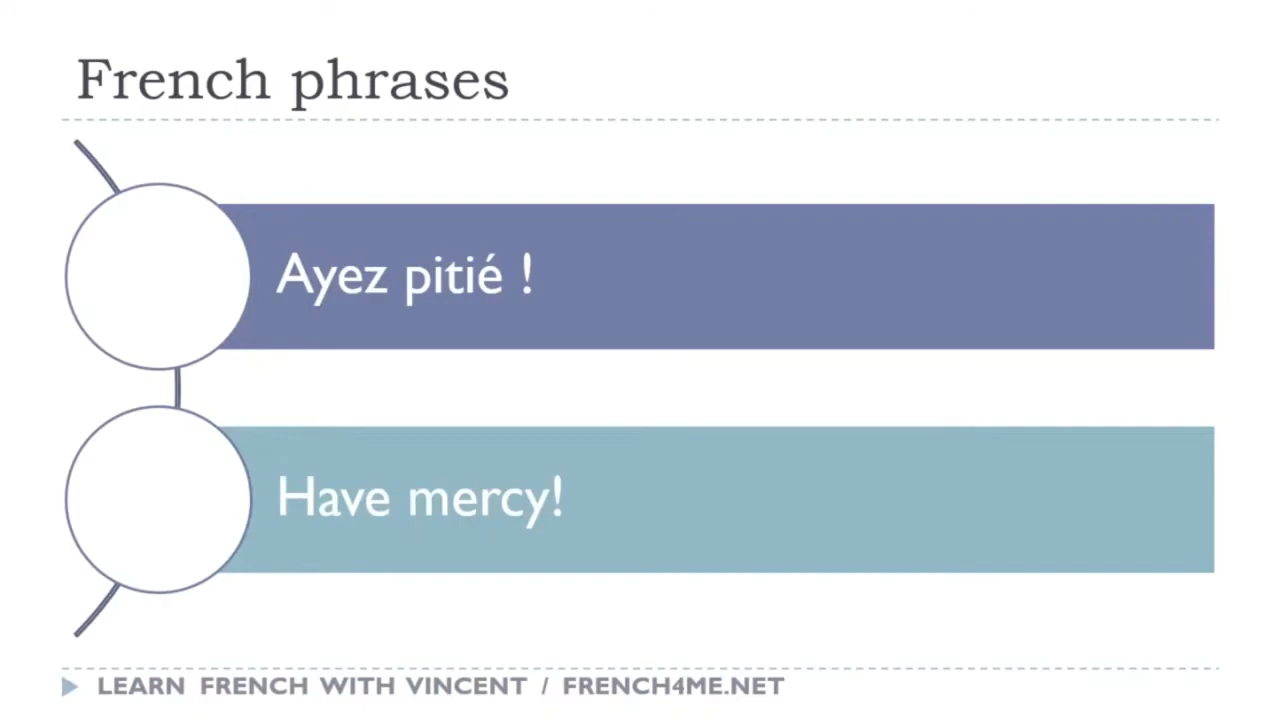 French phrases
Ayez pitié !
Have mercy!
LEARN FRENCH WITH VINCENT / FRENCH4ME.NET